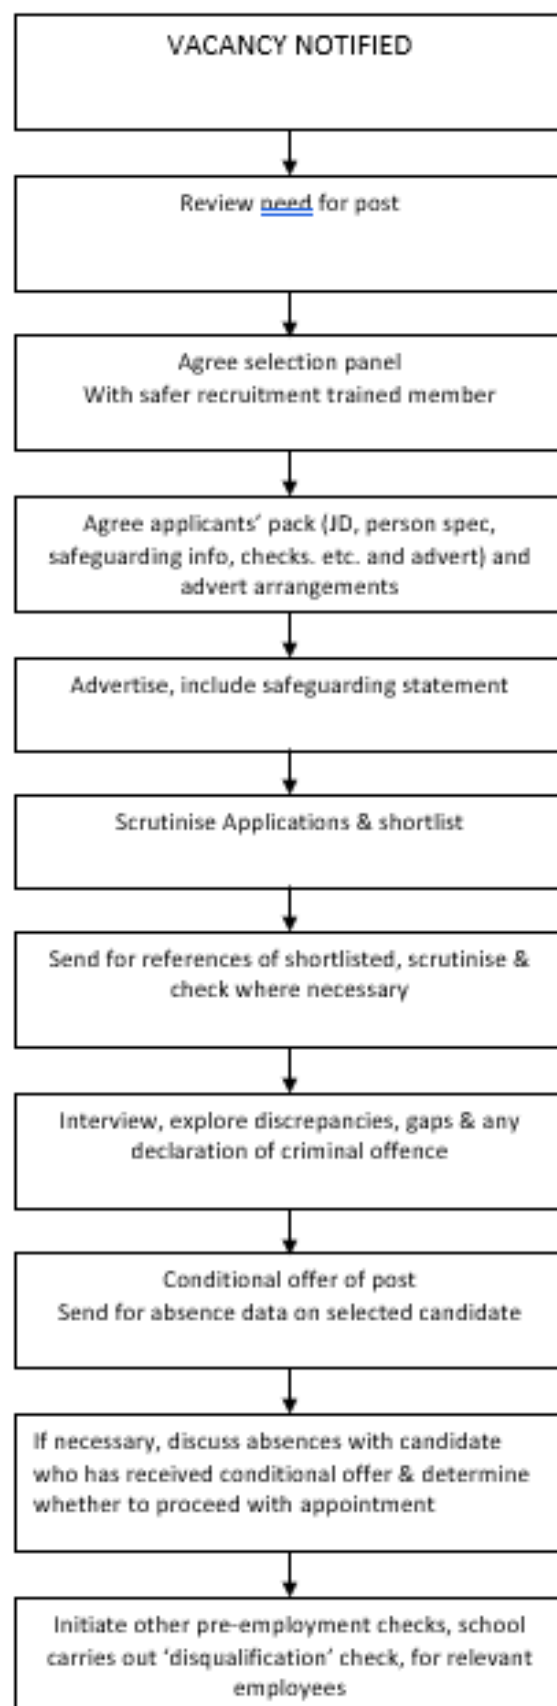 VACANCY NOTIFIED
Review need for post
Agree selection panel
With safer recruitment trained member
Agree applicants’ pack (JD, person spec,
safeguarding info, checks. etc. and advert) and
advert arrangements
Advertise, include safeguarding statement
Scrutinise Applications & shortlist
Send for references of shortlisted, scrutinise &
check where necessary
Interview, explore discrepancies, gaps & any
declaration of criminal offence
Conditional offer of post
Send for absence data on selected candidate
If necessary, discuss absences with candidate
who has received conditional offer & determine
whether to proceed with appointment
Initiate other pre-employment checks, school
carries out ‘disqualification’ check, for relevant
employees